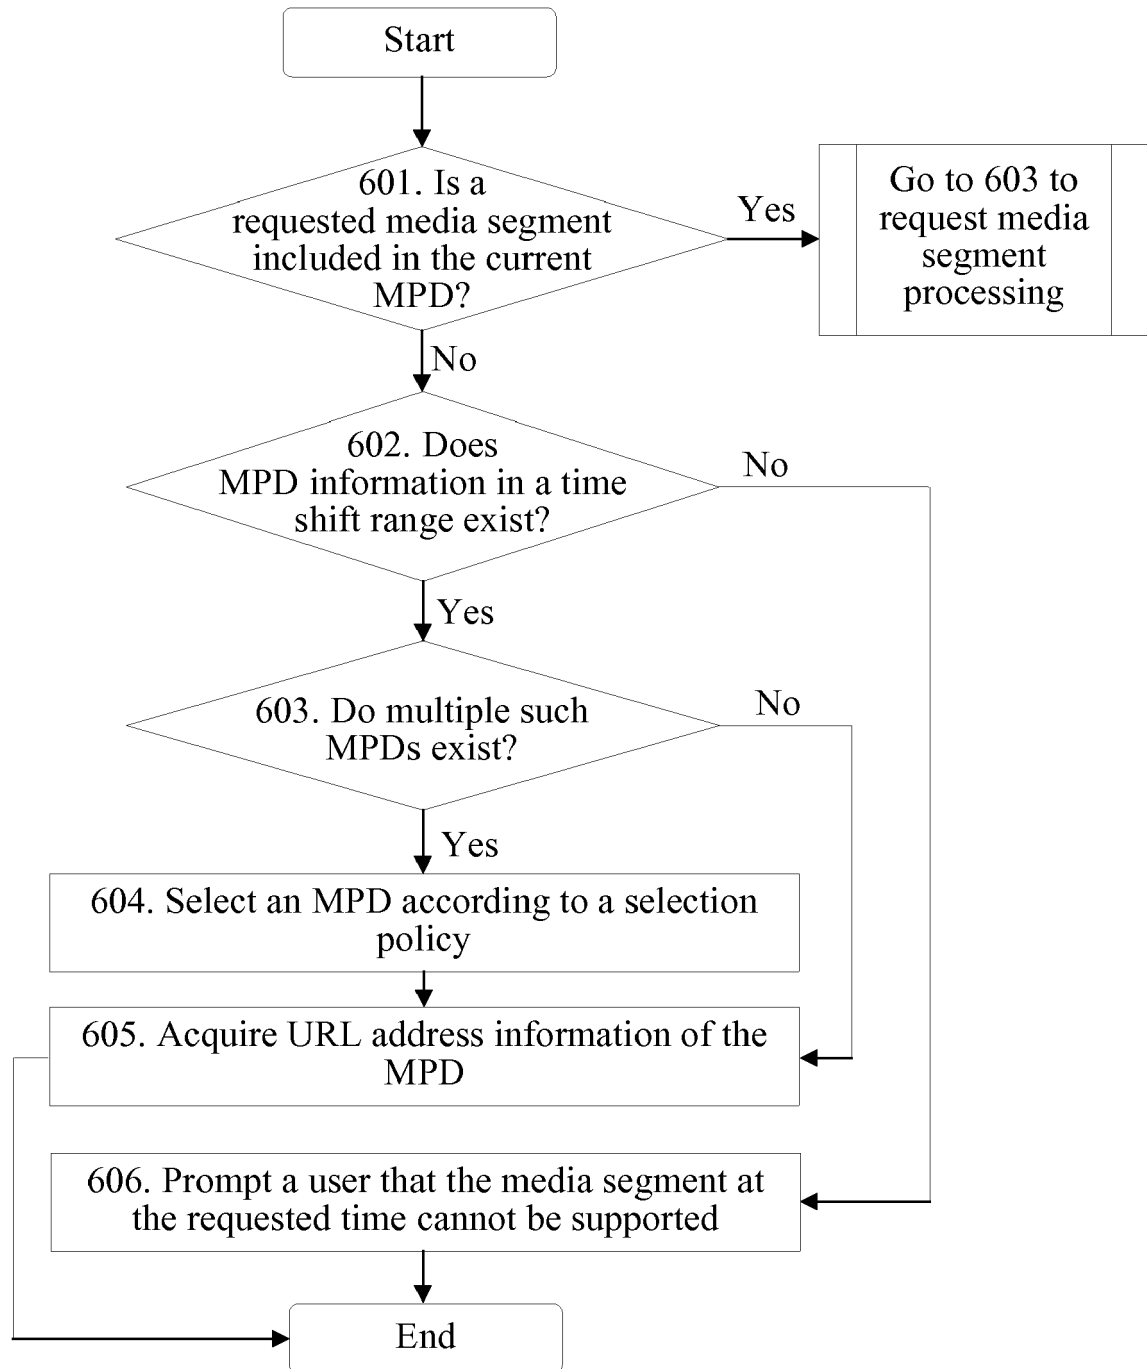 Start
601. Is a
requested media segment
included in the current
MPD?
Yes
Go to 603 to
request media
segment
processing
No
602. Does
MPD information in a time
shift range exist?
No
Yes
603. Do multiple such
MPDs exist?
No
Yes
604. Select an MPD according to a selection
policy
605. Acquire URL address information of the
MPD
606. Prompt a user that the media segment at
the requested time cannot be supported
End